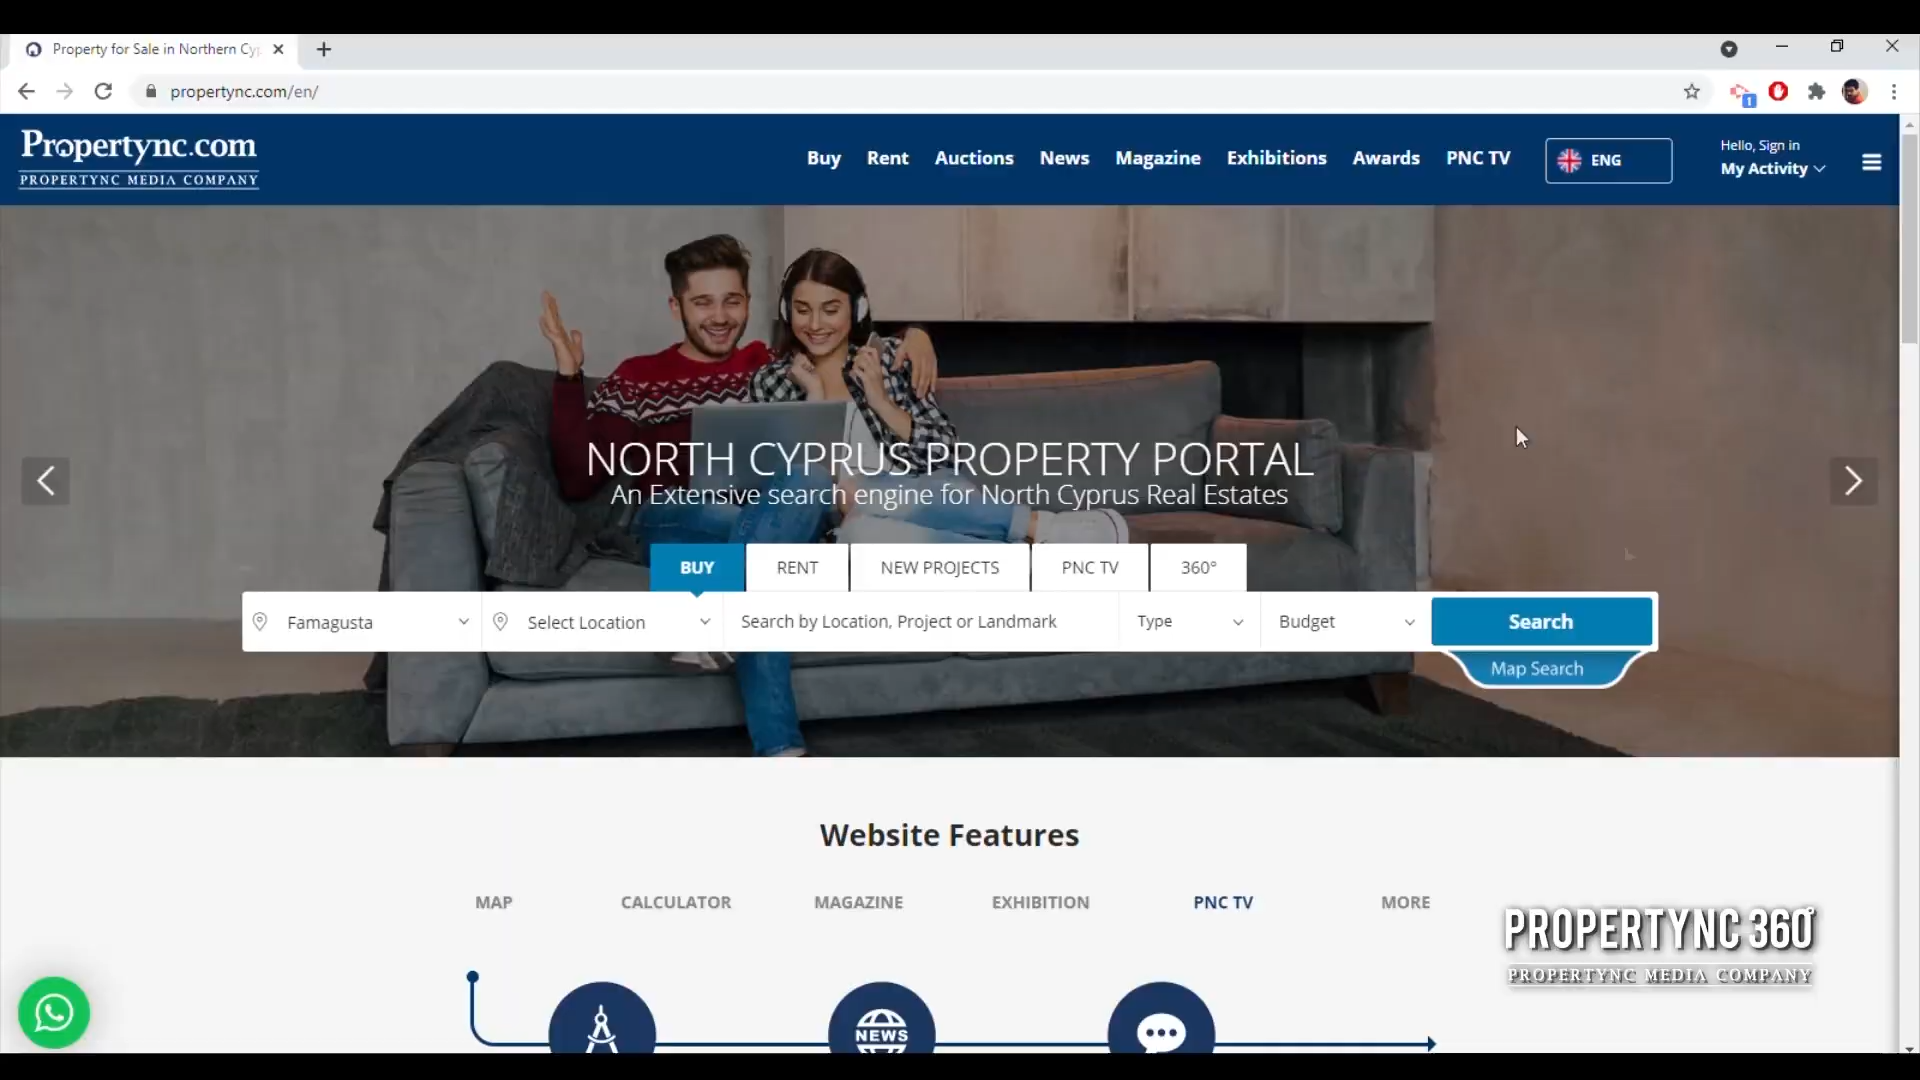 Property for Sale in Northern Cyp
propertync.com/en/
1
Propertync.com
PROPERTYNC MEDIA COMPANY
Buy Rent Auctions News Magazine Exhibitions Awards PNC TV
ENG
Hello, Sign in
My Activity
NORTH CYPRUS PROPERTY PORTAL
An Extensive search engine for North Cyprus Real Estates
BUY RENT NEW PROJECTS PNC TV 360°
Famagusta Select Location Search by Location, Project or Landmark Type Budget Search
Map Search
Website Features
MAP CALCULATOR MAGAZINE EXHIBITION PNC TV MORE
PROPERTYNC 360°
PROPERTYNC MEDIA COMPANY
NEWS